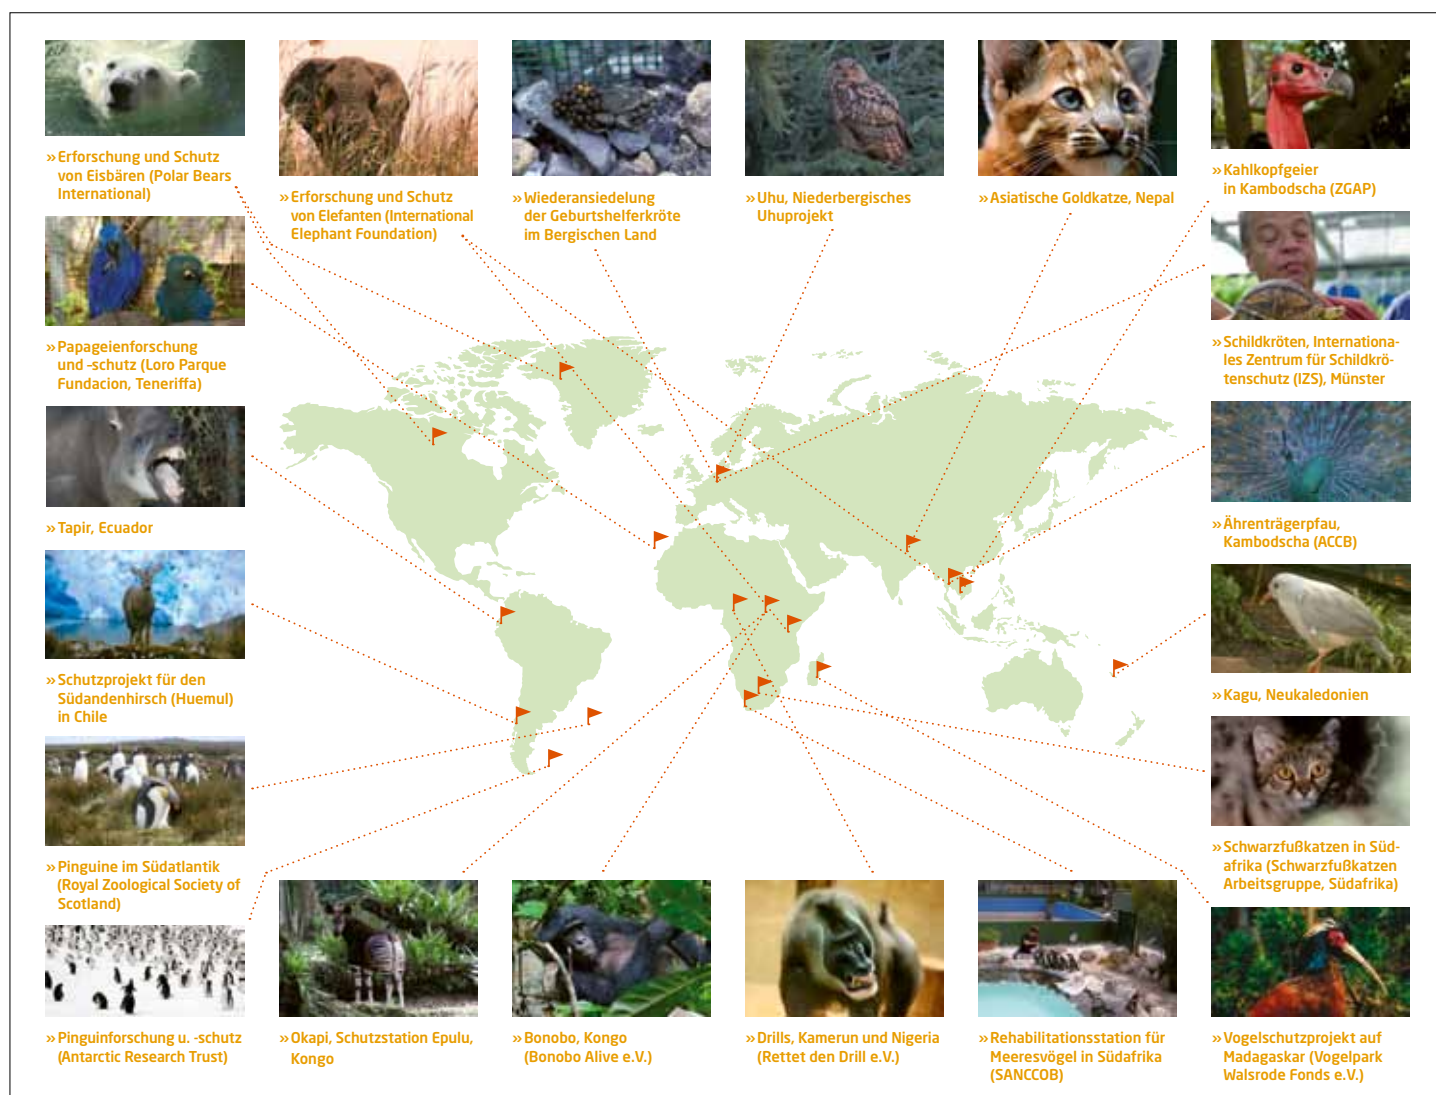 » Erforschung und Schutz
von Eisbären (Polar Bears
International)
» Erforschung und Schutz
von Elefanten (International
Elephant Foundation)
» Wiederansiedelung
der Geburtshelferkröte
im Bergischen Land
» Uhu, Niederbergisches
Uhuprojekt
» Asiatische Goldkatze, Nepal
» Kahlkopfgeier
in Kambodscha (ZGAP)
» Papageienforschung
und -schutz (Loro Parque
Fundacion, Teneriffa)
» Schildkröten, Internationa-
les Zentrum für Schildkrö-
tenschutz (IZS), Münster
» Tapir, Ecuador
» Ährenträgerpfau,
Kambodscha (ACCB)
» Schutzprojekt für den
Südandenhirsch (Huemul)
in Chile
» Kagu, Neukaledonien
» Pinguine im Südatlantik
(Royal Zoological Society of
Scotland)
» Schwarzfußkatzen in Süd-
afrika (Schwarzfußkatzen
Arbeitsgruppe, Südafrika)
» Pinguinforschung u. -schutz
(Antarctic Research Trust)
» Okapi, Schutzstation Epulu,
Kongo
» Bonobo, Kongo
(Bonobo Alive e.V.)
» Drills, Kamerun und Nigeria
(Rettet den Drill e.V.)
» Rehabilitationsstation für
Meeresvögel in Südafrika
(SANCCOB)
» Vogelschutzprojekt auf
Madagaskar (Vogelpark
Walsrode Fonds e.V.)